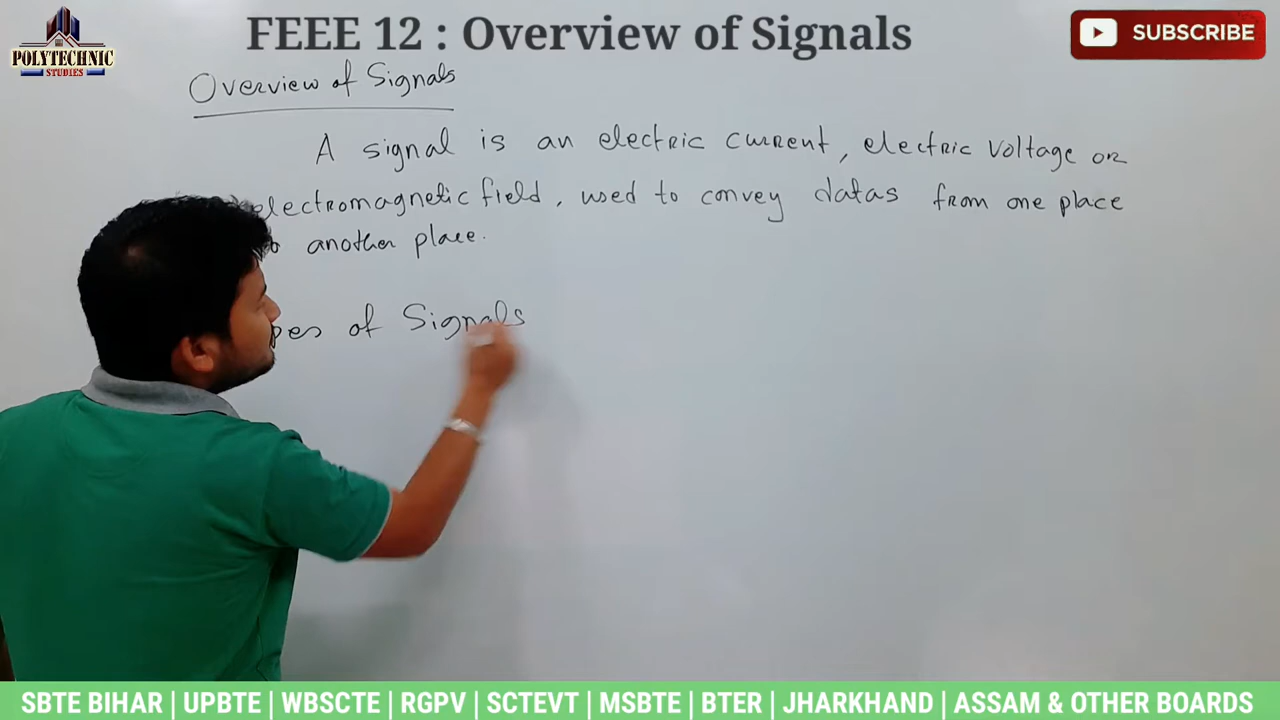 FEEE 12 : Overview of Signals
POLYTECHNIC
STUDIES
SUBSCRIBE
Overview of Signals
A signal is an electric current, electric voltage or
electromagnetic field, used to convey datas from one place
another place.
of Signals
SBTE BIHAR | UPBTE | WBSCTE | RGPV | SCTEVT | MSBTE | BTER | JHARKHAND | ASSAM & OTHER BOARDS